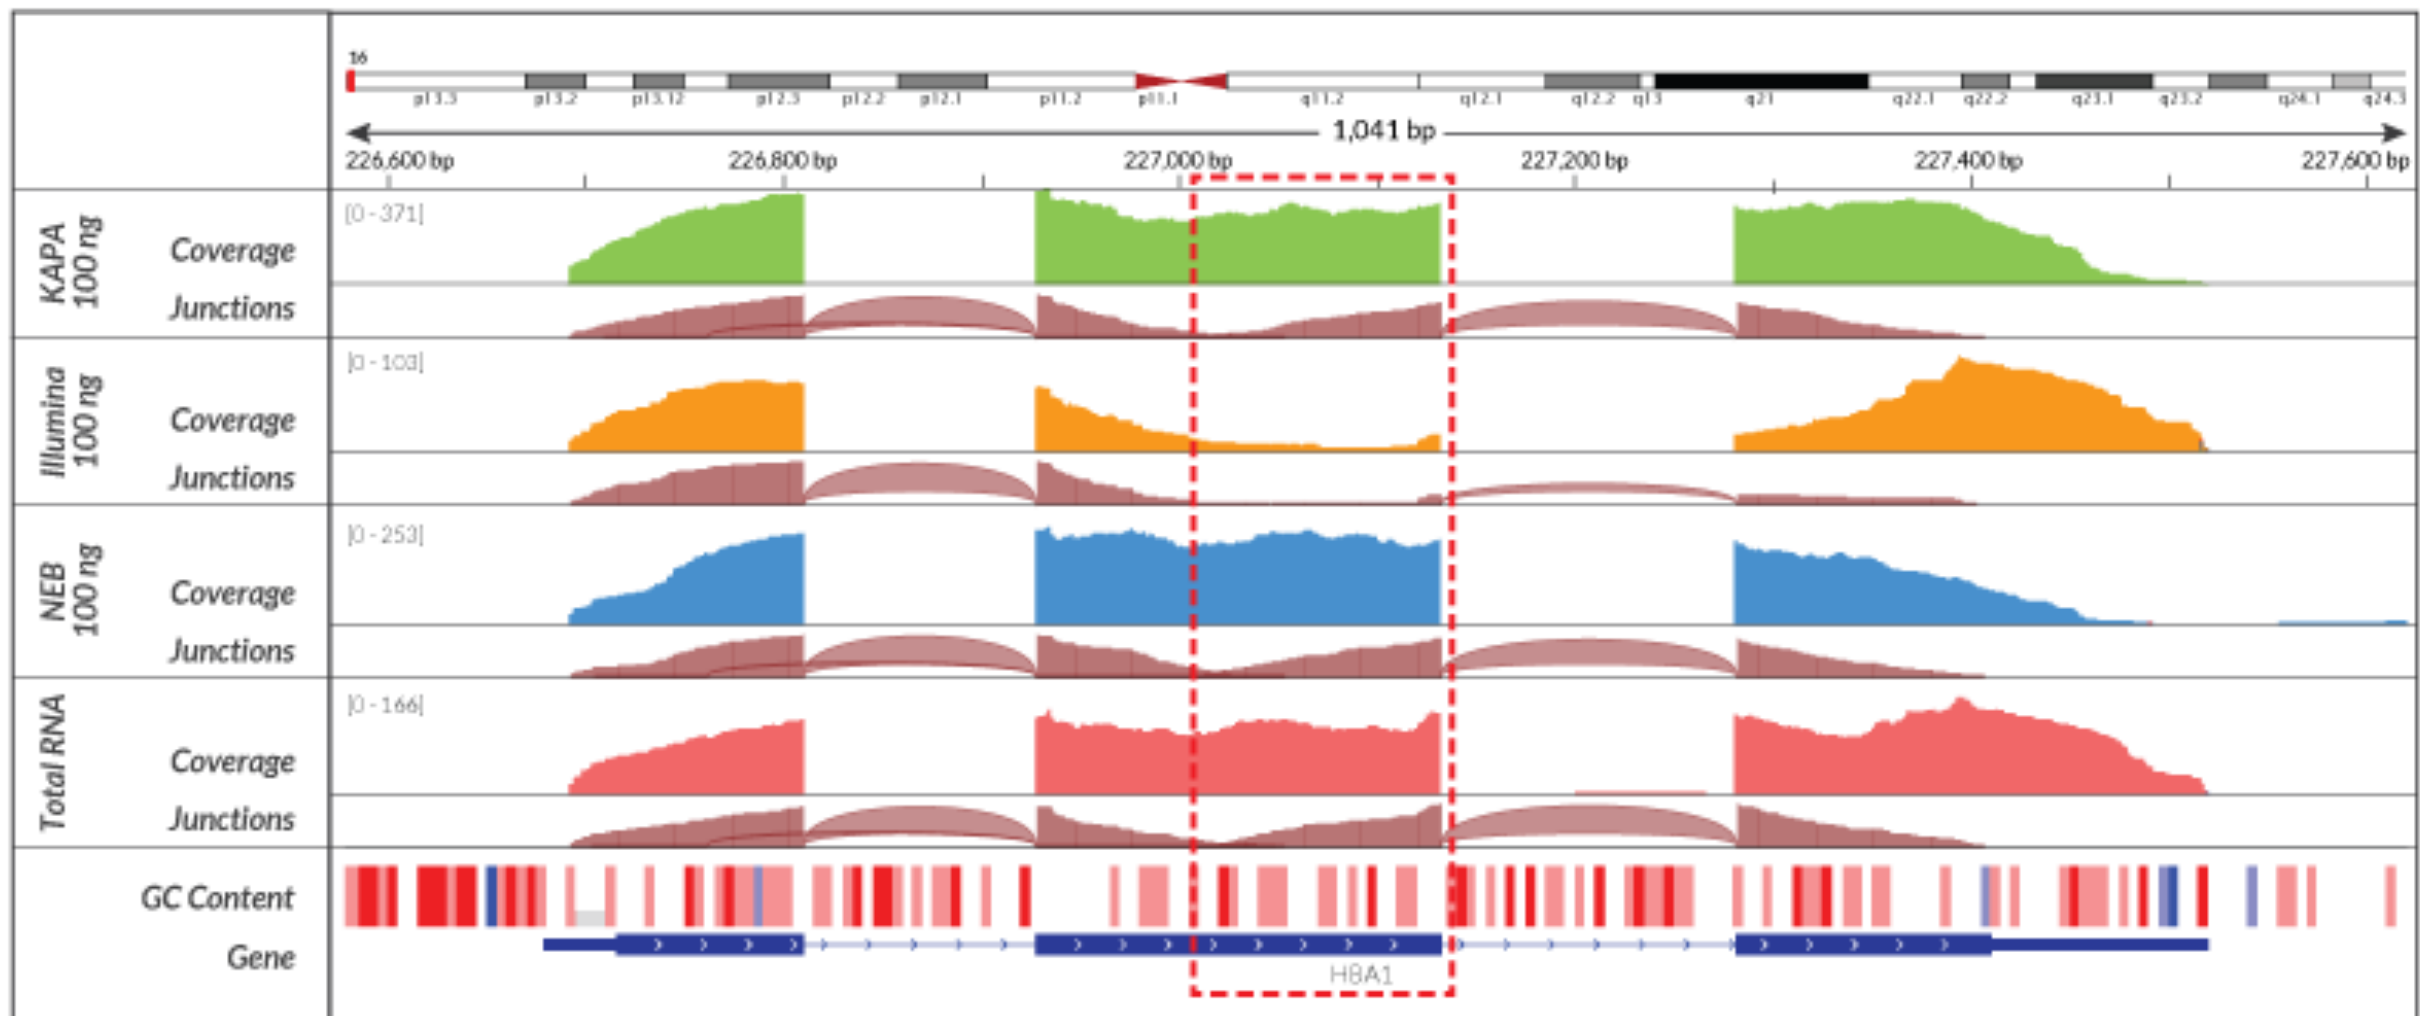 16
p13.3 p13.2 p13.12 p12.3 p12.2 p12.1 p11.2 p11.1 q11.2 q12.1 q12.2 q13 q21 q22.1 q22.2 q23.1 q23.2 q24.1 q24.3
1,041 bp
226,600 bp 226,800 bp 227,000 bp 227,200 bp 227,400 bp 227,600 bp
KAPA
100 ng
[0 - 371]
Coverage
Junctions
Illumina
100 ng
[0 - 103]
Coverage
Junctions
NEB
100 ng
[0 - 253]
Coverage
Junctions
Total RNA
[0 - 166]
Coverage
Junctions
GC Content
Gene
HBA1